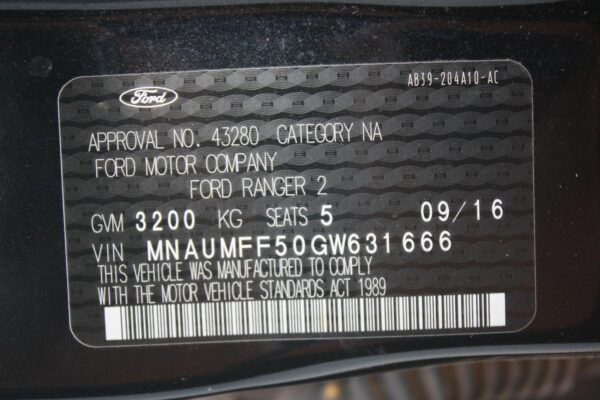 AB39-204A10-AC
Ford
APPROVAL NO. 43280 CATEGORY NA
FORD MOTOR COMPANY
FORD RANGER 2
GVM 3200 KG SEATS 5 09/16
VIN MNAUMFF50GW631666
THIS VEHICLE WAS MANUFACTURED TO COMPLY
WITH THE MOTOR VEHICLE STANDARDS ACT 1989